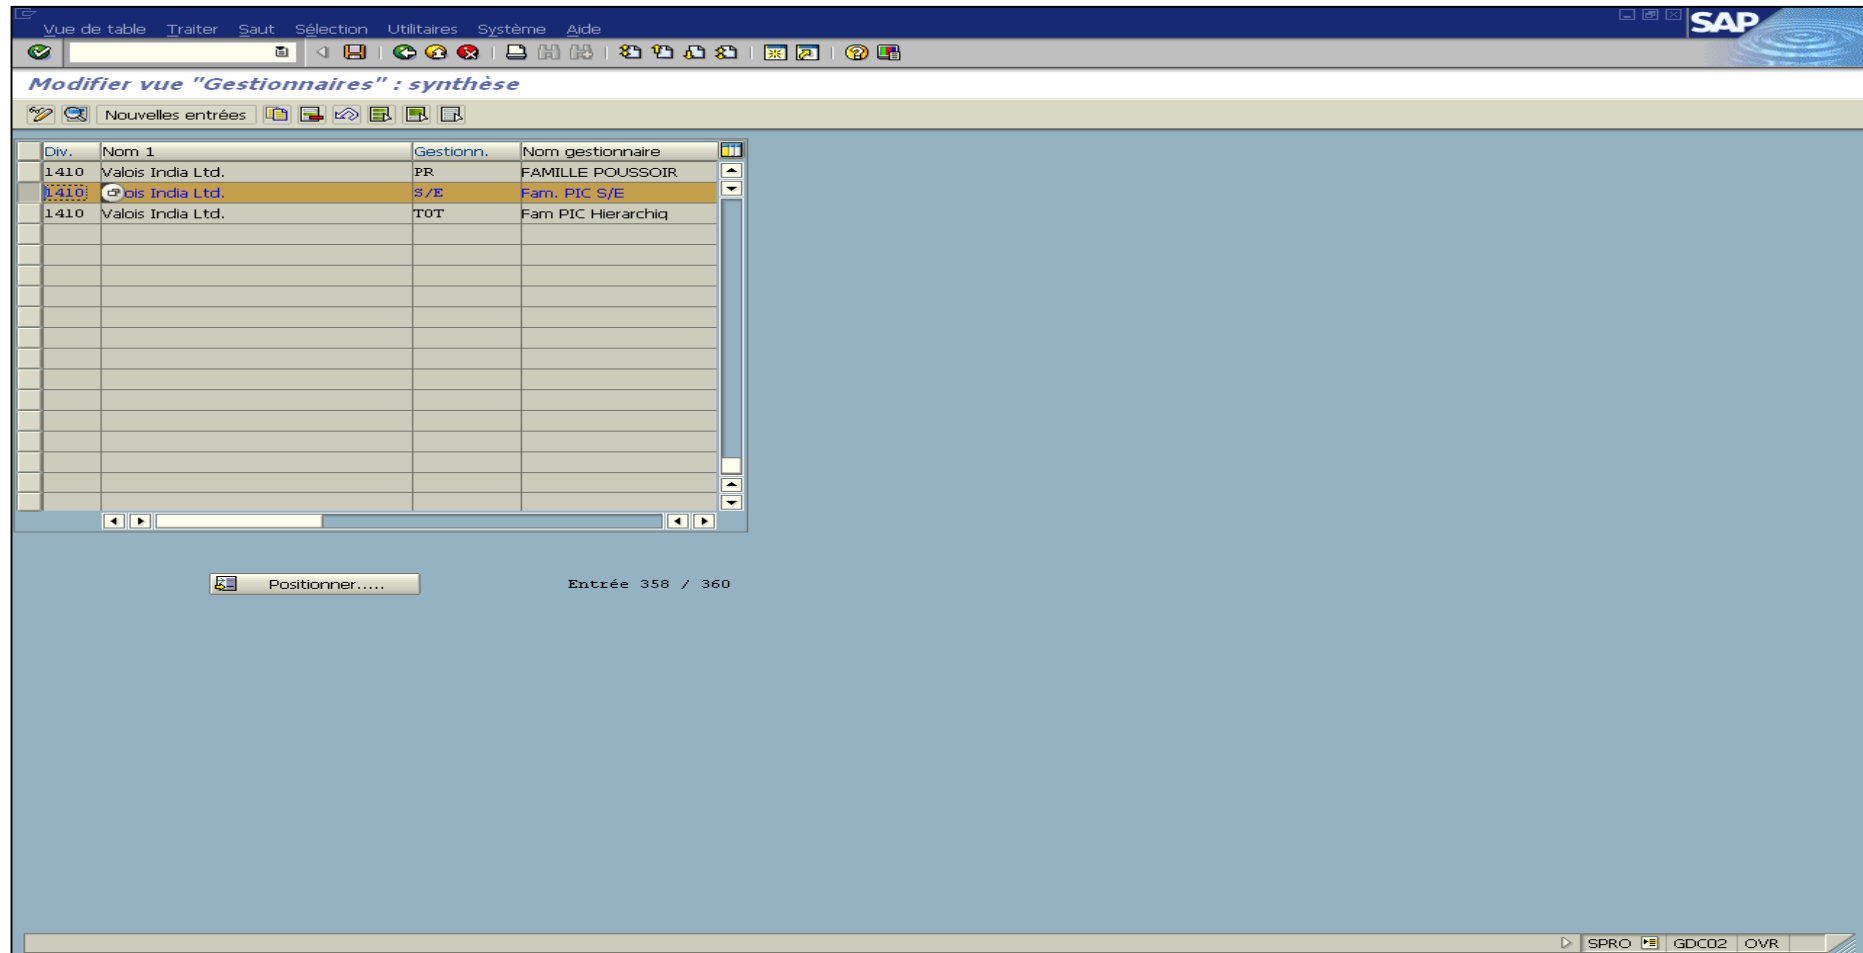 Vue de table Traiter Saut Sélection Utilitaires Système Aide
SAP
Modifier vue "Gestionnaires" : synthèse
Nouvelles entrées
Div. Nom 1 Gestionn. Nom gestionnaire
1410 Valois India Ltd. PR FAMILLE POUSSOIR
1410 ois India Ltd. S/E Fam. PIC S/E
1410 Valois India Ltd. TOT Fam PIC Hierarchiq
Positionner..... Entrée 358 / 360
SPRO GDC02 OVR